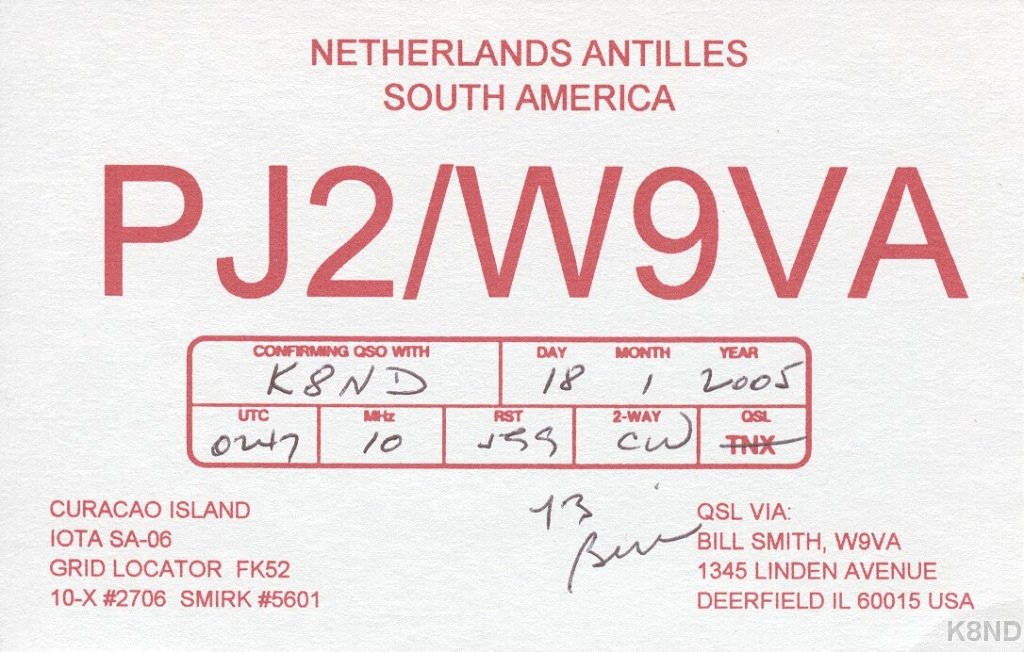 NETHERLANDS ANTILLES
SOUTH AMERICA
PJ2/W9VA
CONFIRMING QSO WITH DAY MONTH YEAR
K8ND 18 1 2005
UTC MHz RST 2-WAY QSL
0247 10 599 CW TNX
73
Bill
CURACAO ISLAND
IOTA SA-06
GRID LOCATOR FK52
10-X #2706 SMIRK #5601
QSL VIA:
BILL SMITH, W9VA
1345 LINDEN AVENUE
DEERFIELD IL 60015 USA
K8ND